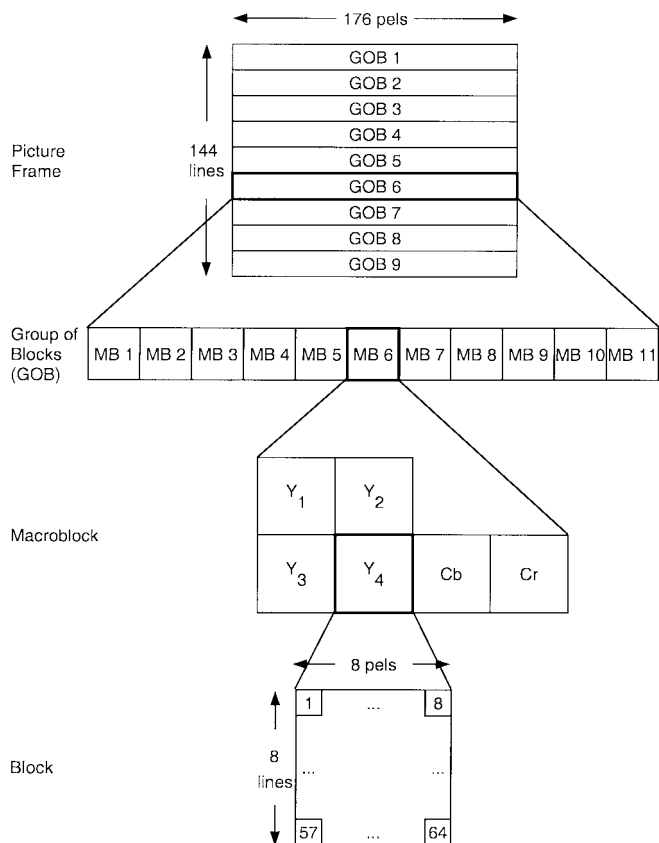 176 pels
GOB 1
GOB 2
GOB 3
GOB 4
GOB 5
GOB 6
GOB 7
GOB 8
GOB 9
Picture
Frame
144
lines
Group of
Blocks
(GOB)
MB 1 MB 2 MB 3 MB 4 MB 5 MB 6 MB 7 MB 8 MB 9 MB 10 MB 11
Macroblock
Y1 Y2
Y3 Y4 Cb Cr
8 pels
Block
8
lines
1 ... 8
... ...
57 ... 64